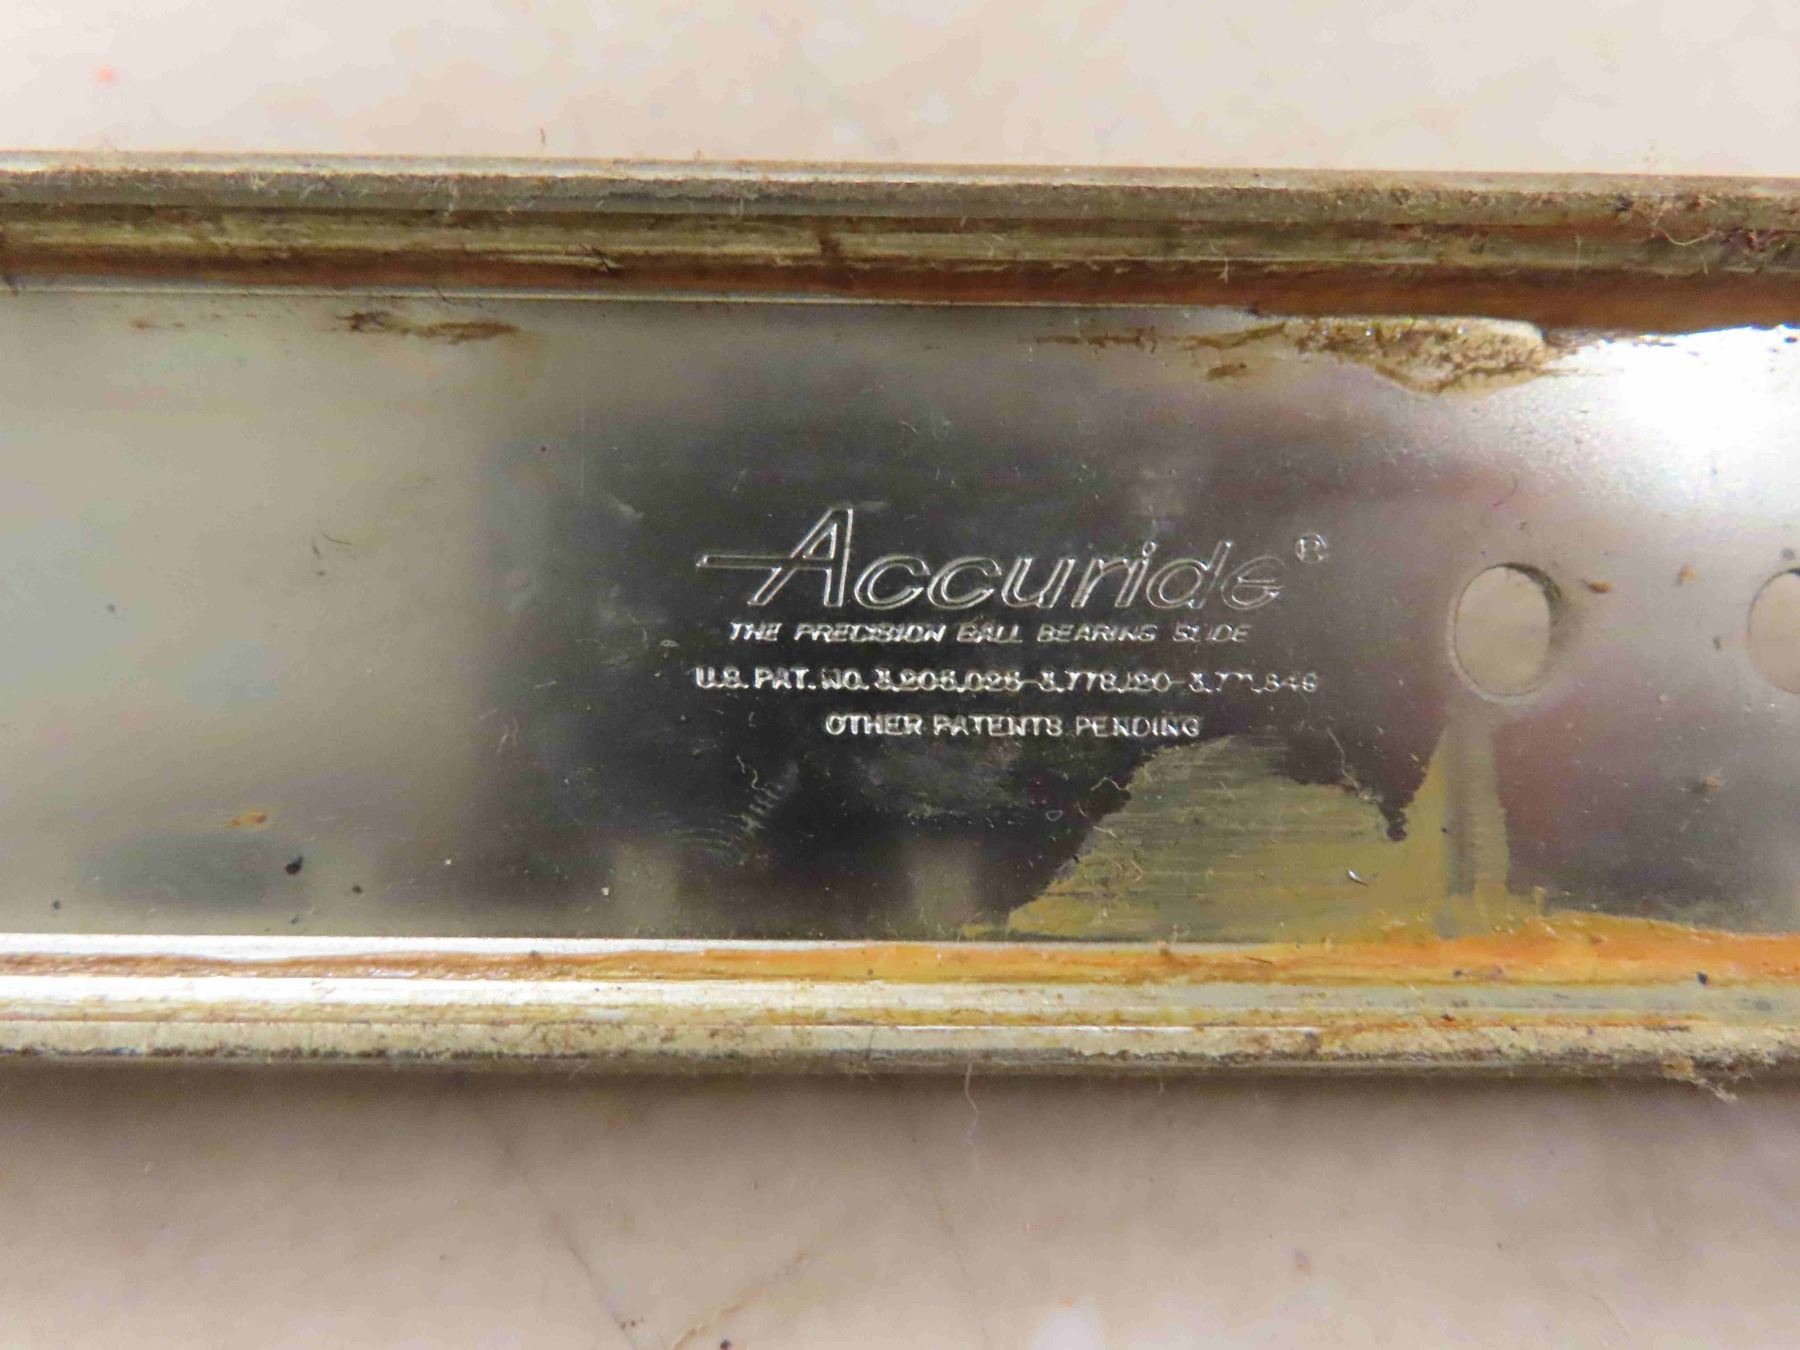 Accuride®
THE PRECISION BALL BEARING SLIDE
U.S. PAT. NO. 3,205,025-3,778,120-
OTHER PATENTS PENDING